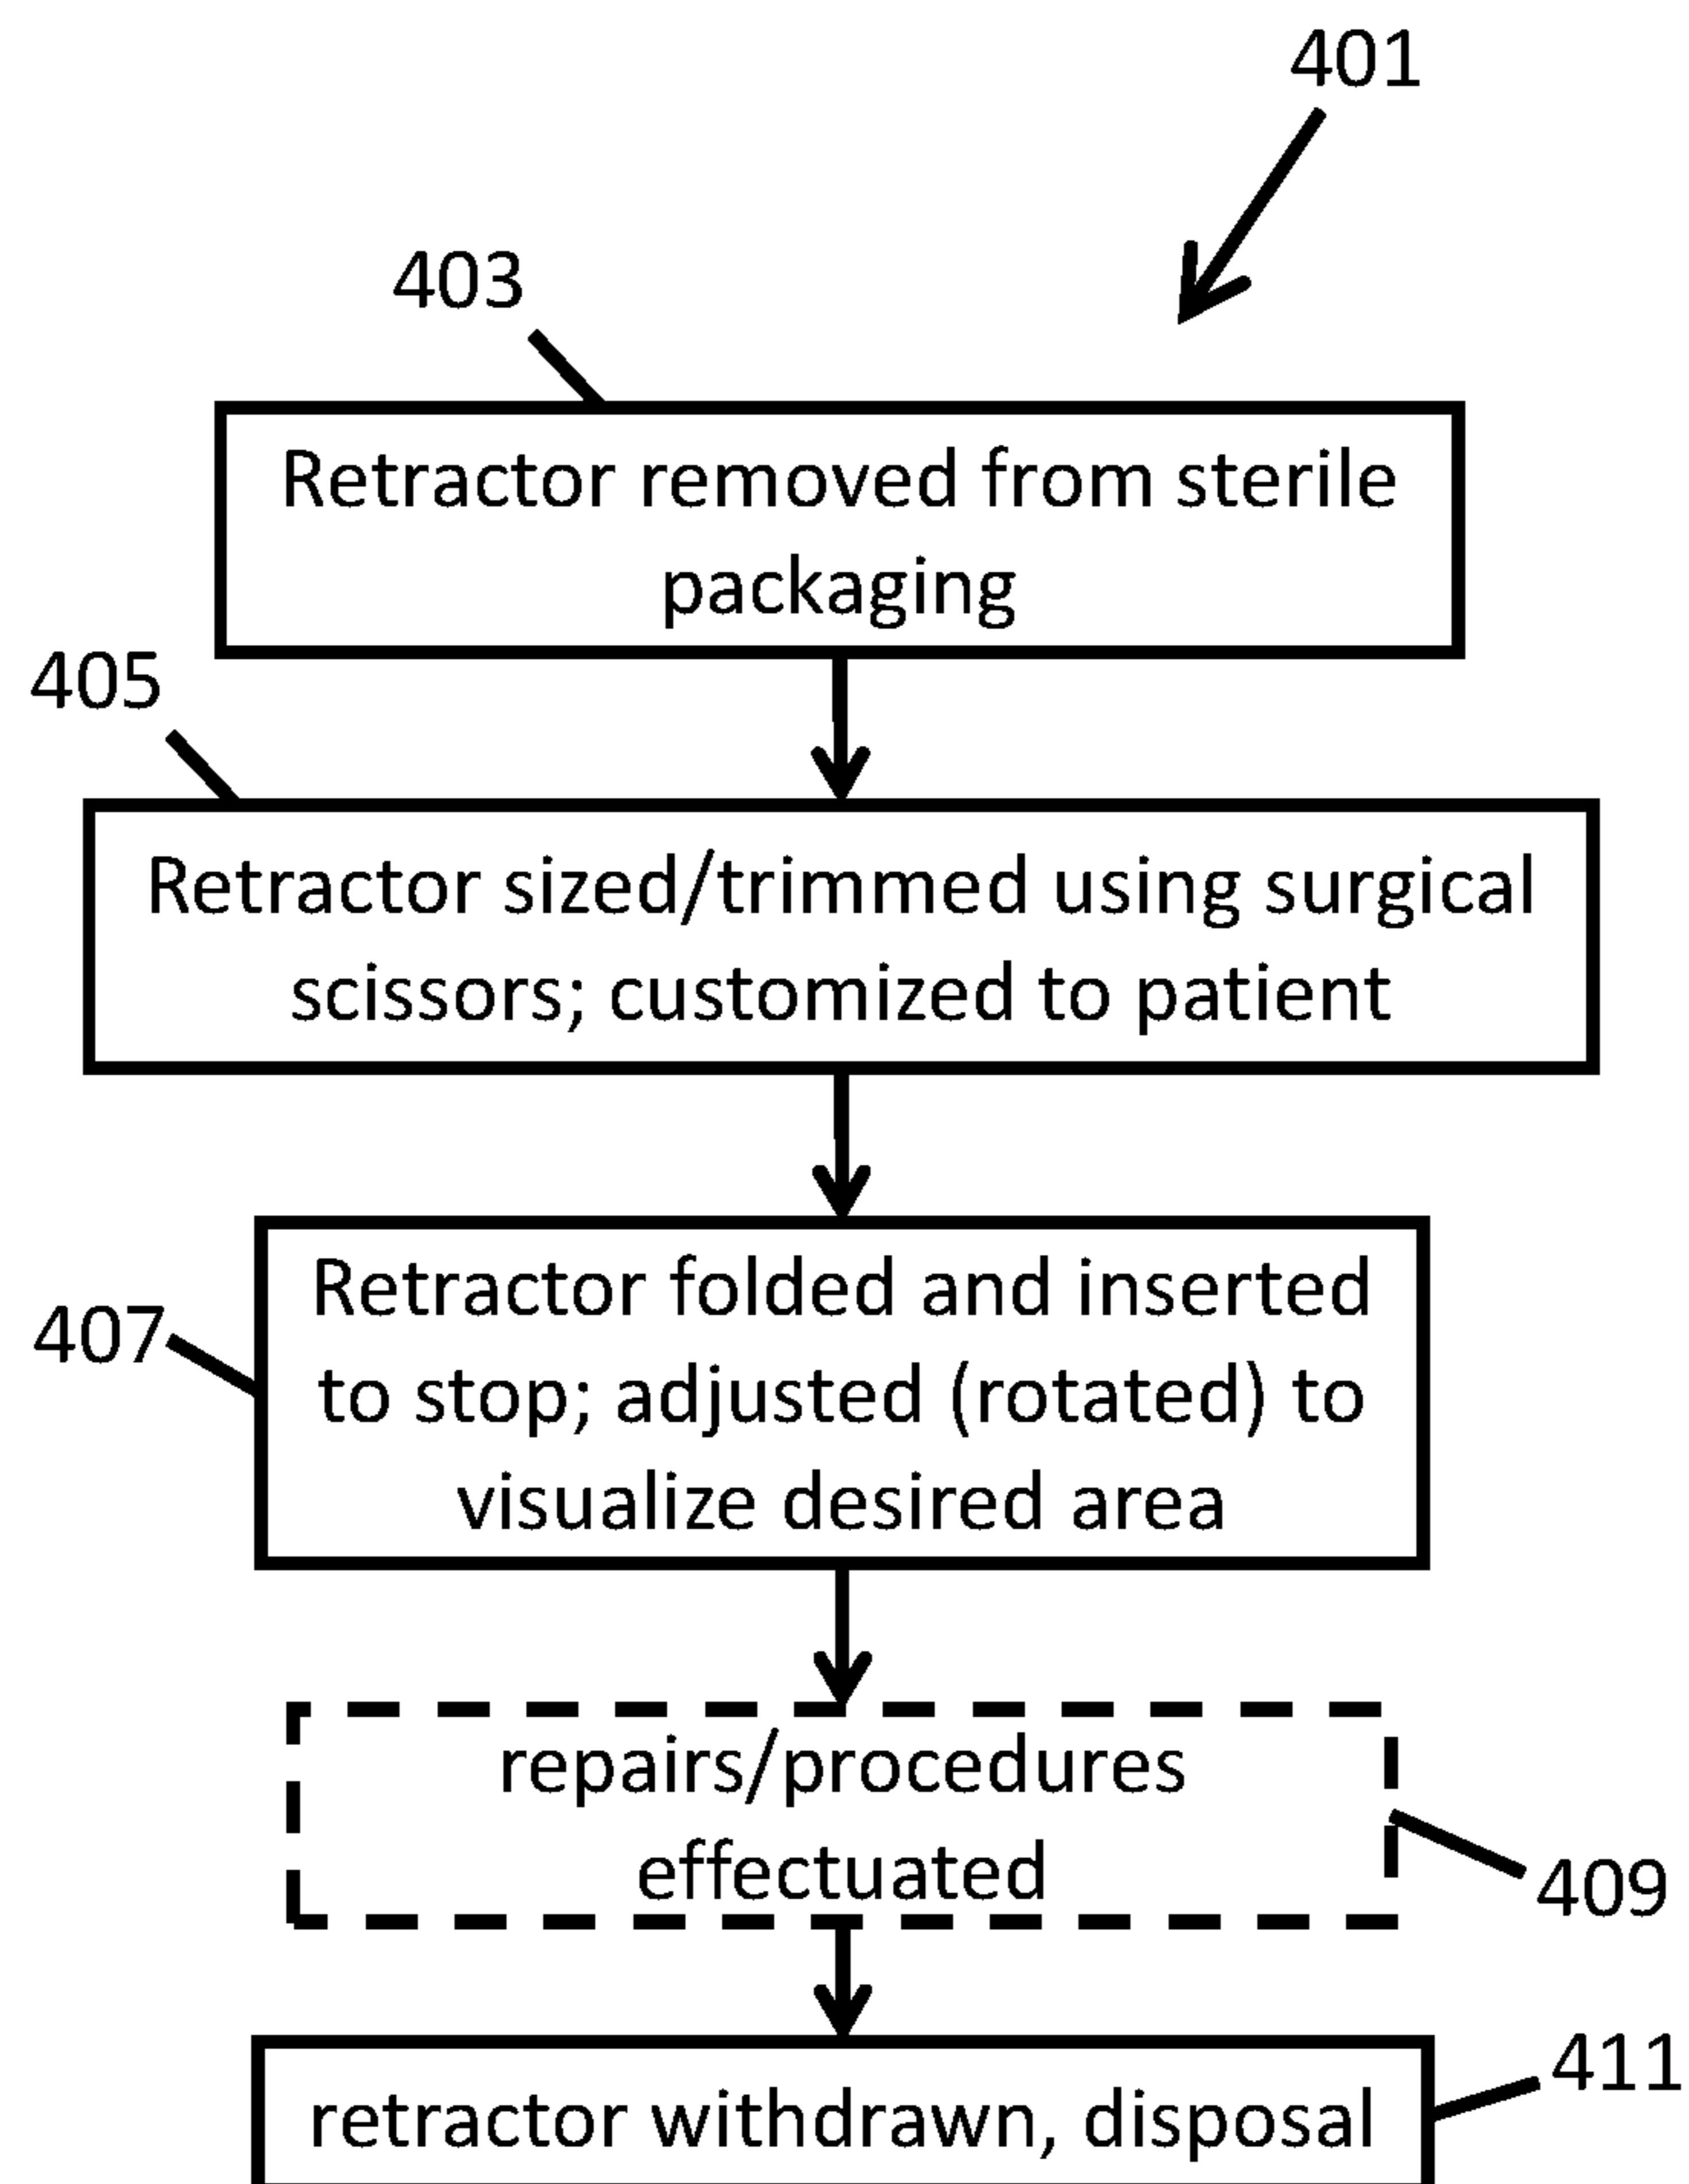 401
403
Retractor removed from sterile
packaging
405
Retractor sized/trimmed using surgical
scissors; customized to patient
407
Retractor folded and inserted
to stop; adjusted (rotated) to
visualize desired area
repairs/procedures
effectuated
409
411
retractor withdrawn, disposal